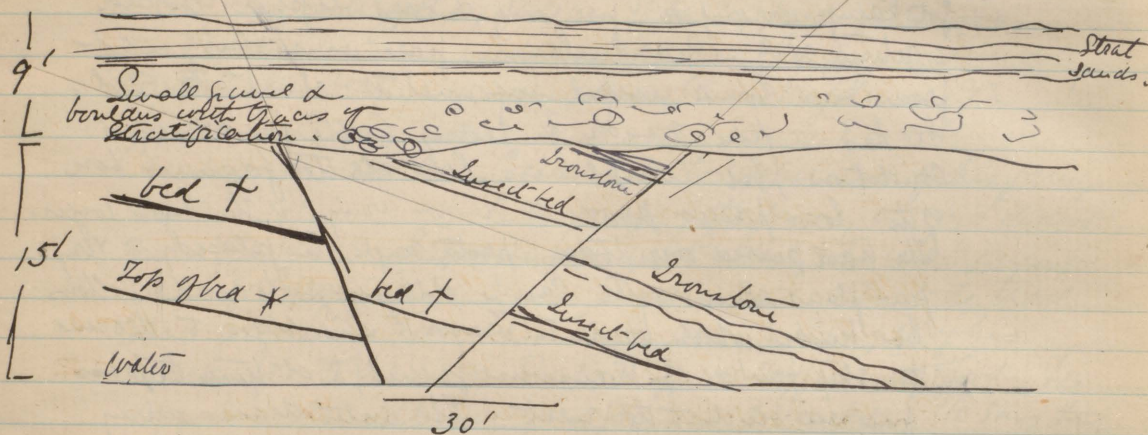 9'
Strat
sands.
Small gravel &
boulders with traces of
Stratification.
Ironstone
Insect bed
bed +
15'
Top of bed *
bed +
Ironstone
Insect-bed
Water
30'